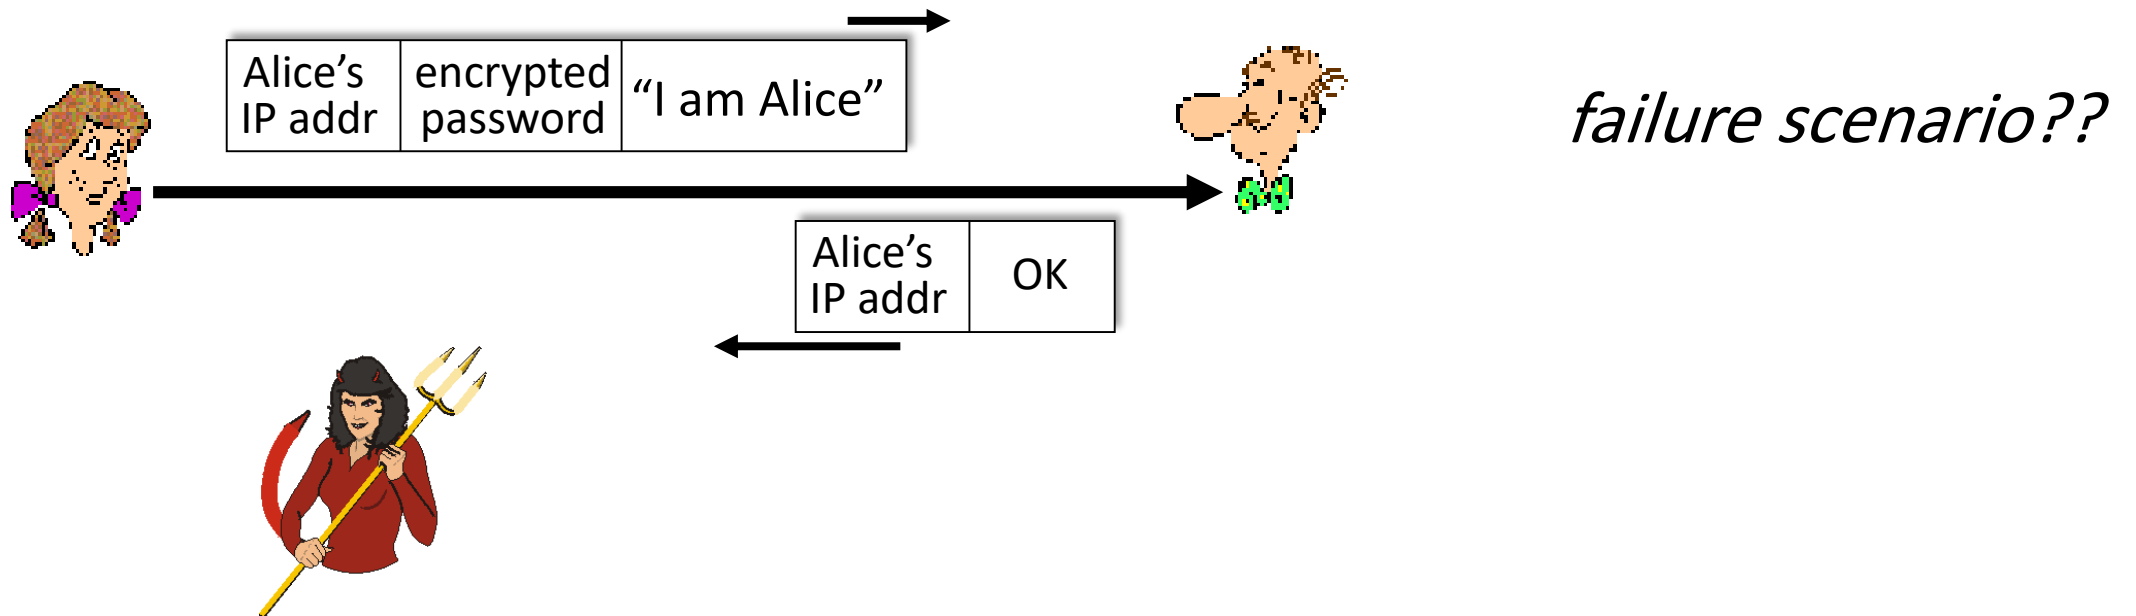 Alice’s
IP addr
encrypted
password
“I am Alice”
failure scenario??
Alice’s
IP addr
OK